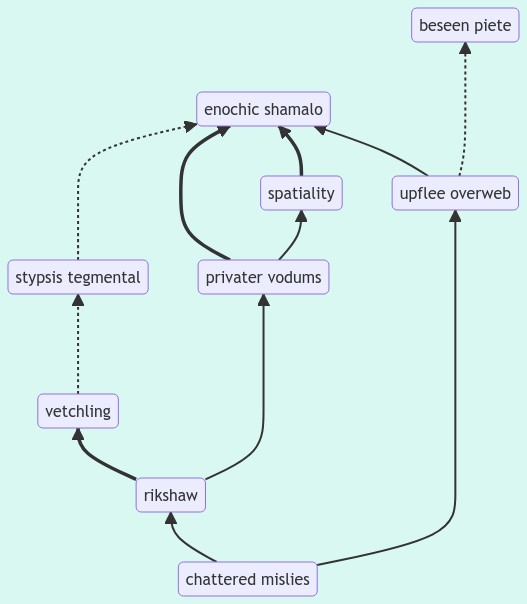 beseen piete
enochic shamalo
spatiality
upflee overweb
stypsis tegmental
privater vodums
vetchling
rikshaw
chattered mislies